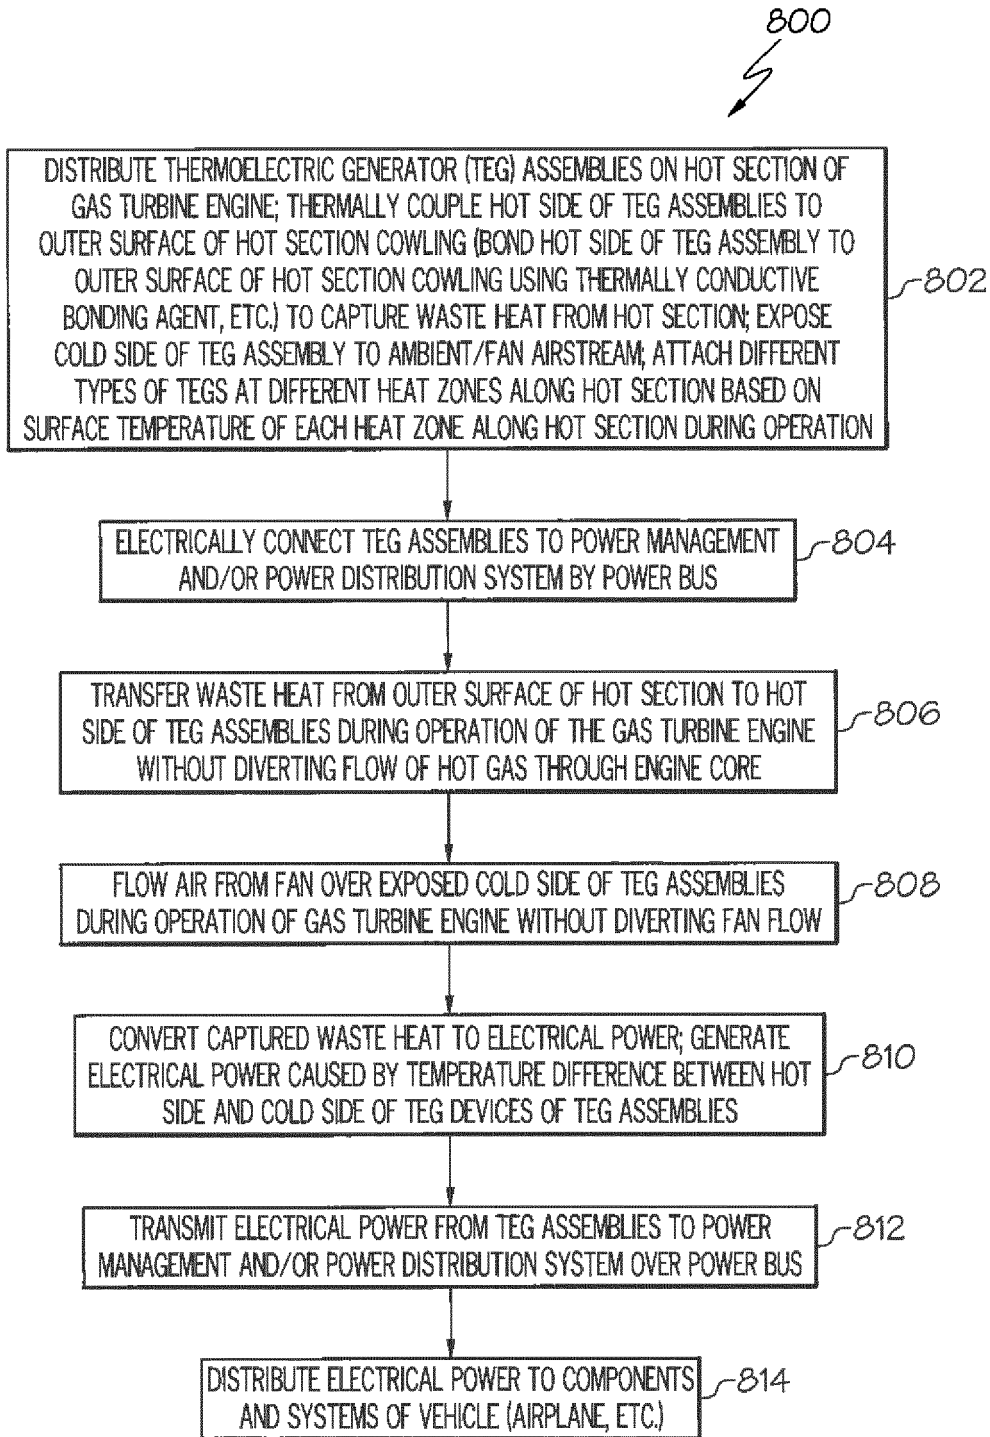 800
DISTRIBUTE THERMOELECTRIC GENERATOR (TEG) ASSEMBLIES ON HOT SECTION OF
GAS TURBINE ENGINE; THERMALLY COUPLE HOT SIDE OF TEG ASSEMBLIES TO
OUTER SURFACE OF HOT SECTION COWLING (BOND HOT SIDE OF TEG ASSEMBLY TO
OUTER SURFACE OF HOT SECTION COWLING USING THERMALLY CONDUCTIVE
BONDING AGENT, ETC.) TO CAPTURE WASTE HEAT FROM HOT SECTION; EXPOSE
COLD SIDE OF TEG ASSEMBLY TO AMBIENT/FAN AIRSTREAM; ATTACH DIFFERENT
TYPES OF TEGS AT DIFFERENT HEAT ZONES ALONG HOT SECTION BASED ON
SURFACE TEMPERATURE OF EACH HEAT ZONE ALONG HOT SECTION DURING OPERATION
802
ELECTRICALLY CONNECT TEG ASSEMBLIES TO POWER MANAGEMENT
AND/OR POWER DISTRIBUTION SYSTEM BY POWER BUS
804
TRANSFER WASTE HEAT FROM OUTER SURFACE OF HOT SECTION TO HOT
SIDE OF TEG ASSEMBLIES DURING OPERATION OF THE GAS TURBINE ENGINE
WITHOUT DIVERTING FLOW OF HOT GAS THROUGH ENGINE CORE
806
FLOW AIR FROM FAN OVER EXPOSED COLD SIDE OF TEG ASSEMBLIES
DURING OPERATION OF GAS TURBINE ENGINE WITHOUT DIVERTING FAN FLOW
808
CONVERT CAPTURED WASTE HEAT TO ELECTRICAL POWER; GENERATE
ELECTRICAL POWER CAUSED BY TEMPERATURE DIFFERENCE BETWEEN HOT
SIDE AND COLD SIDE OF TEG DEVICES OF TEG ASSEMBLIES
810
TRANSMIT ELECTRICAL POWER FROM TEG ASSEMBLIES TO POWER
MANAGEMENT AND/OR POWER DISTRIBUTION SYSTEM OVER POWER BUS
812
DISTRIBUTE ELECTRICAL POWER TO COMPONENTS
AND SYSTEMS OF VEHICLE (AIRPLANE, ETC.)
814